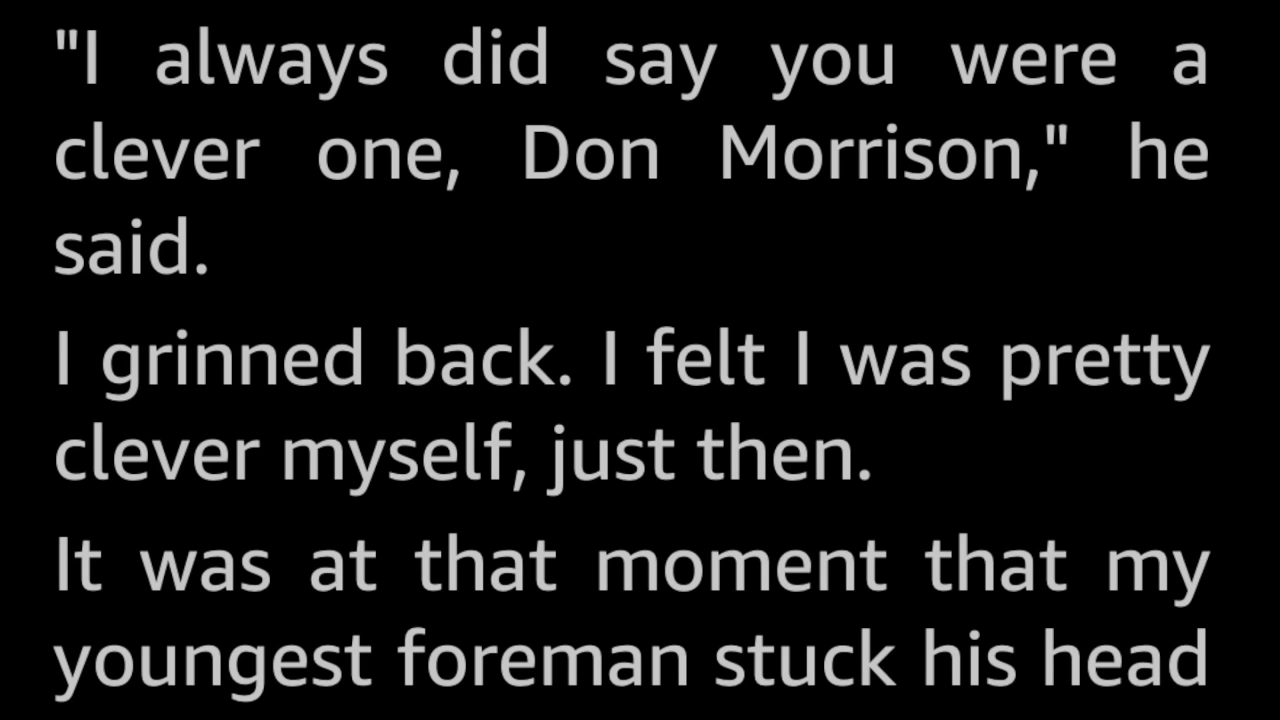 "I always did say you were a
clever one, Don Morrison," he
said.
I grinned back. I felt I was pretty
clever myself, just then.
It was at that moment that my
youngest foreman stuck his head